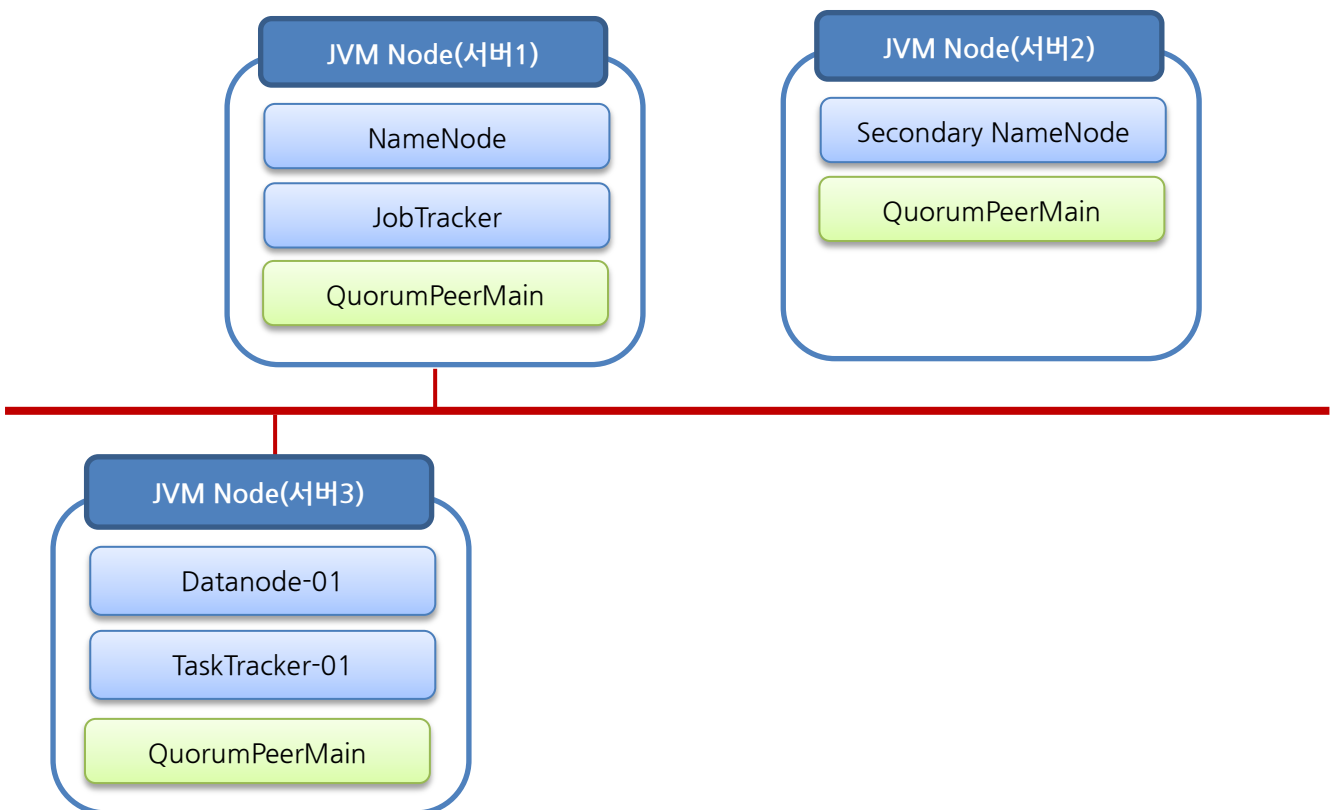 JVM Node(서버1)
NameNode
JobTracker
QuorumPeerMain
JVM Node(서버2)
Secondary NameNode
QuorumPeerMain
JVM Node(서버3)
Datanode-01
TaskTracker-01
QuorumPeerMain